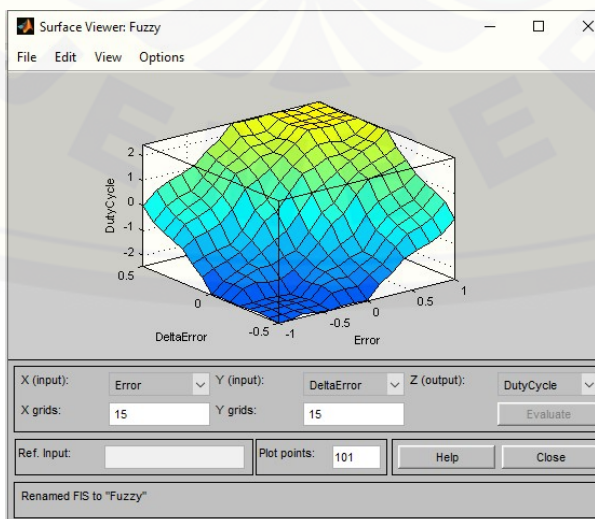 Surface Viewer: Fuzzy
File Edit View Options
2
1
0
-1
-2
DutyCycle
0.5
0
-0.5
DeltaError
-1
-0.5
0
0.5
1
Error
X (input): Error Y (input): DeltaError Z (output): DutyCycle
X grids: 15 Y grids: 15 Evaluate
Ref. Input: Plot points: 101 Help Close
Renamed FIS to "Fuzzy"